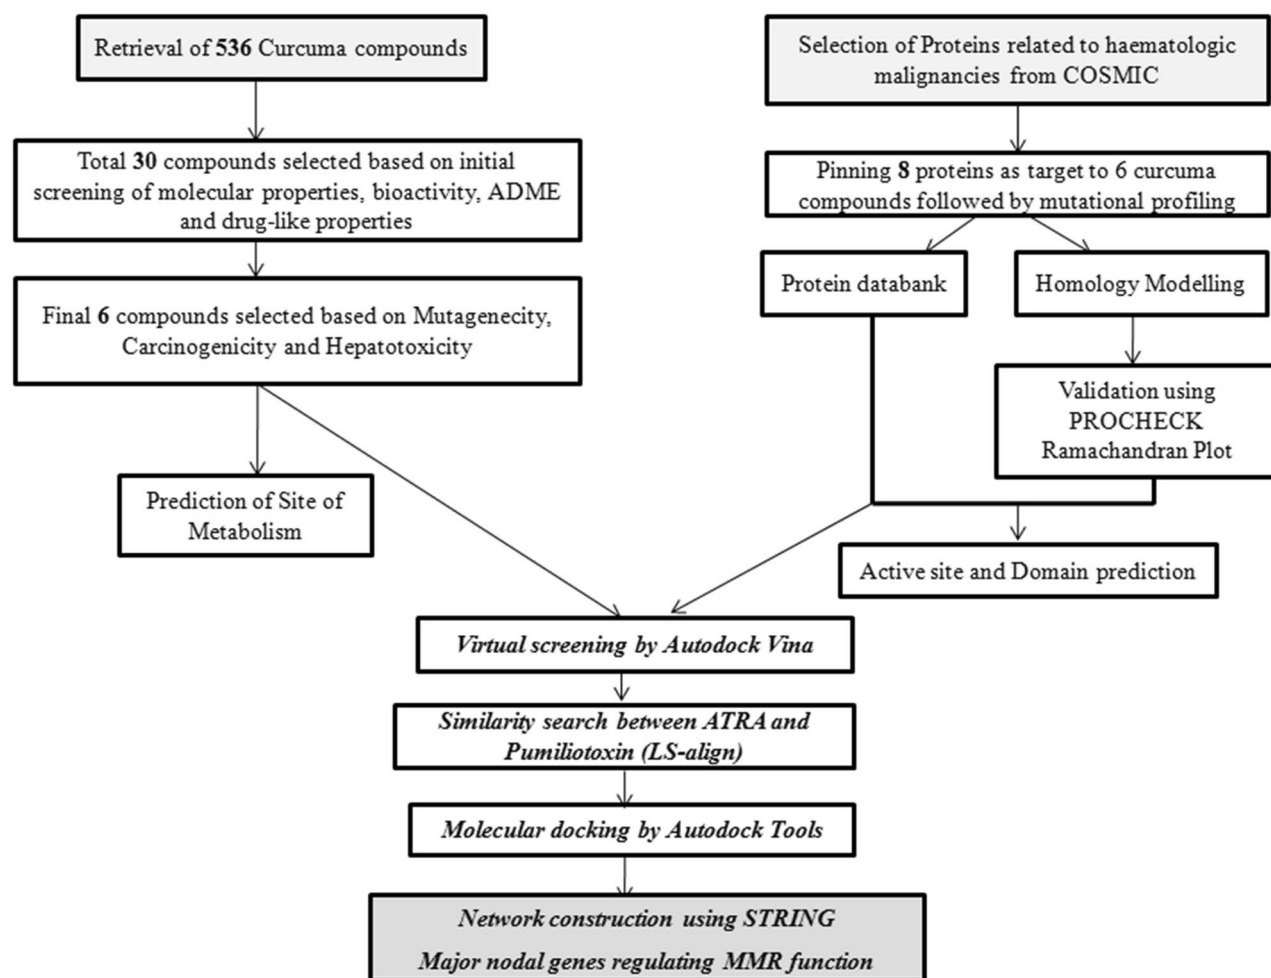 Retrieval of 536 Curcuma compounds
Total 30 compounds selected based on initial
screening of molecular properties, bioactivity, ADME
and drug-like properties
Final 6 compounds selected based on Mutagenecity,
Carcinogenicity and Hepatotoxicity
Prediction of Site of
Metabolism
Selection of Proteins related to haematologic
malignancies from COSMIC
Pinning 8 proteins as target to 6 curcuma
compounds followed by mutational profiling
Protein databank
Homology Modelling
Validation using
PROCHECK
Ramachandran Plot
Active site and Domain prediction
Virtual screening by Autodock Vina
Similarity search between ATRA and
Pumiliotoxin (LS-align)
Molecular docking by Autodock Tools
Network construction using STRING
Major nodal genes regulating MMR function